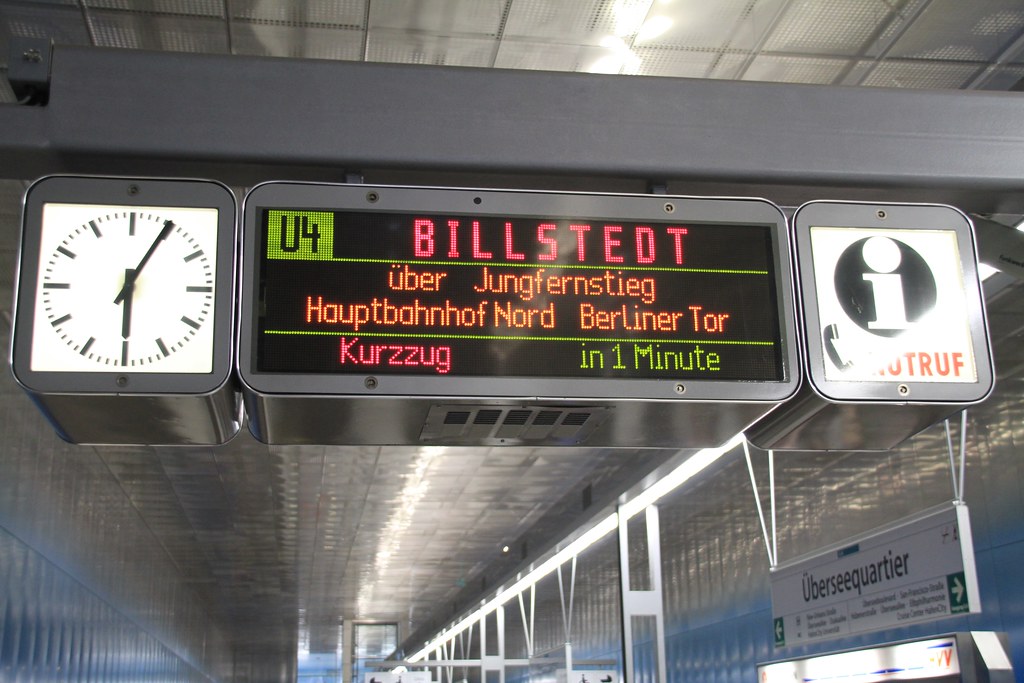 U4 BILLSTEDT
über Jungfernstieg
Hauptbahnhof Nord Berliner Tor
Kurzzug in 1 Minute
i
NOTRUF
Überseequartier